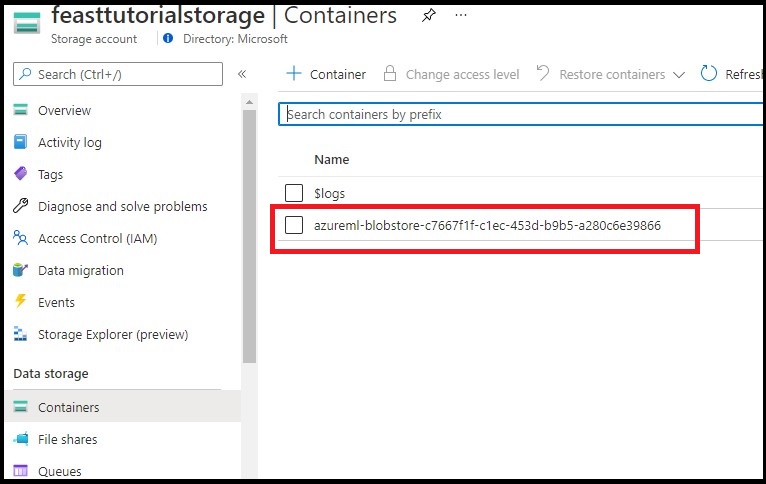 feasttutorialstorage | Containers ...
Storage account Directory: Microsoft
Search (Ctrl+/) «
+ Container Change access level Restore containers Refresh
Search containers by prefix
Overview
Activity log
Tags
Diagnose and solve problems
Access Control (IAM)
Data migration
Events
Storage Explorer (preview)
Data storage
Containers
File shares
Queues
Name
$logs
azureml-blobstore-c7667f1f-c1ec-453d-b9b5-a280c6e39866